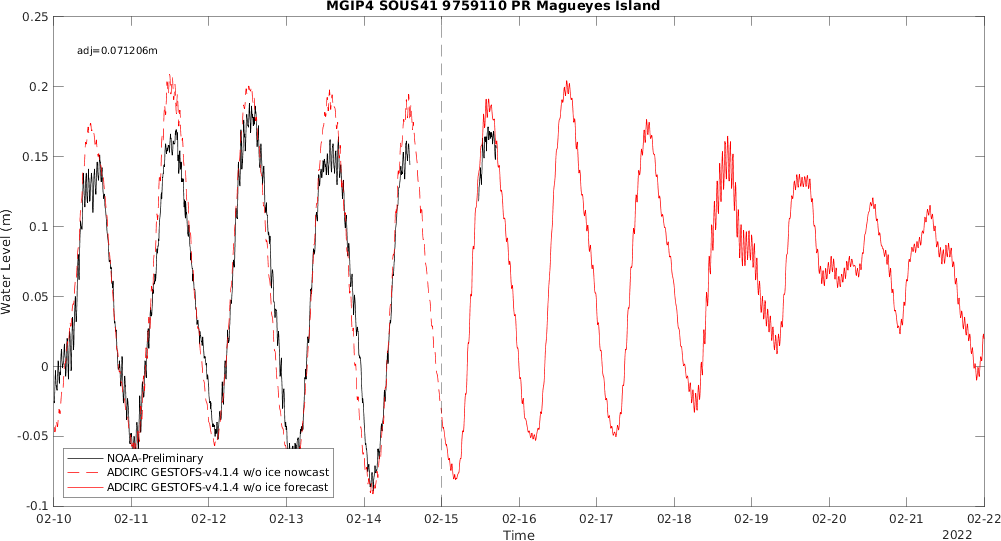 MGIP4 SOUS41 9759110 PR Magueyes Island
adj=0.071206m
Water Level (m)
0.25
0.2
0.15
0.1
0.05
0
-0.05
-0.1
NOAA-Preliminary
ADCIRC GESTOFS-v4.1.4 w/o ice nowcast
ADCIRC GESTOFS-v4.1.4 w/o ice forecast
02-10 02-11 02-12 02-13 02-14 02-15 02-16 02-17 02-18 02-19 02-20 02-21 02-22
Time
2022